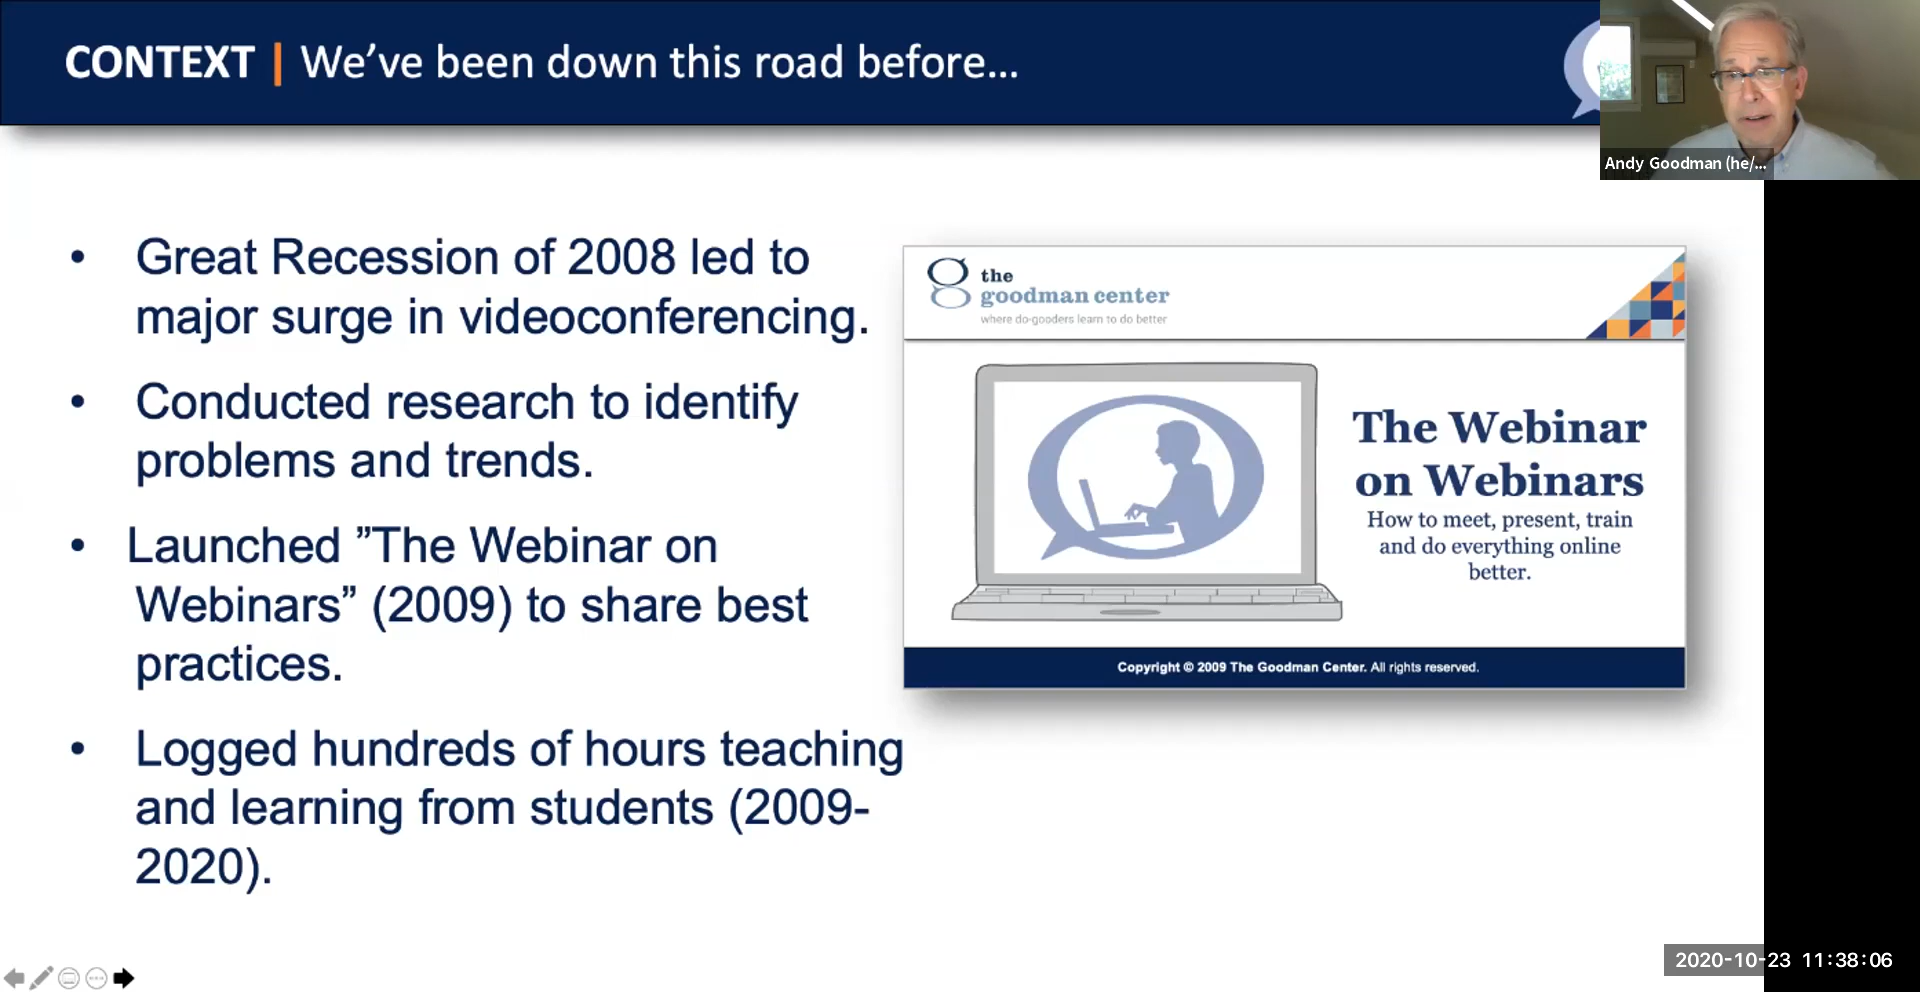 CONTEXT | We've been down this road before...
Andy Goodman (he/...
• Great Recession of 2008 led to
major surge in videoconferencing.
• Conducted research to identify
problems and trends.
• Launched ”The Webinar on
Webinars” (2009) to share best
practices.
• Logged hundreds of hours teaching
and learning from students (2009-
2020).
the
goodman center
where do-gooders learn to do better
The Webinar
on Webinars
How to meet, present, train
and do everything online
better.
Copyright © 2009 The Goodman Center. All rights reserved.
2020-10-23 11:38:06